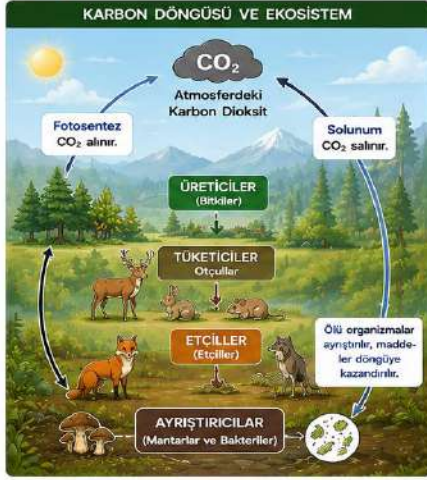 KARBON DÖNGÜSÜ VE EKOSİSTEM
CO₂
Atmosferdeki
Karbon Dioksit
Fotosentez
CO₂ alınır.
Solunum
CO₂ salınır.
ÜRETİCİLER
(Bitkiler)
TÜKETİCİLER
Otçullar
ETÇİLLER
(Etçiller)
Ölü organizmalar
ayrıştırılır, madde-
ler döngüye
kazandırılır.
AYRIŞTIRICILAR
(Mantarlar ve Bakteriler)